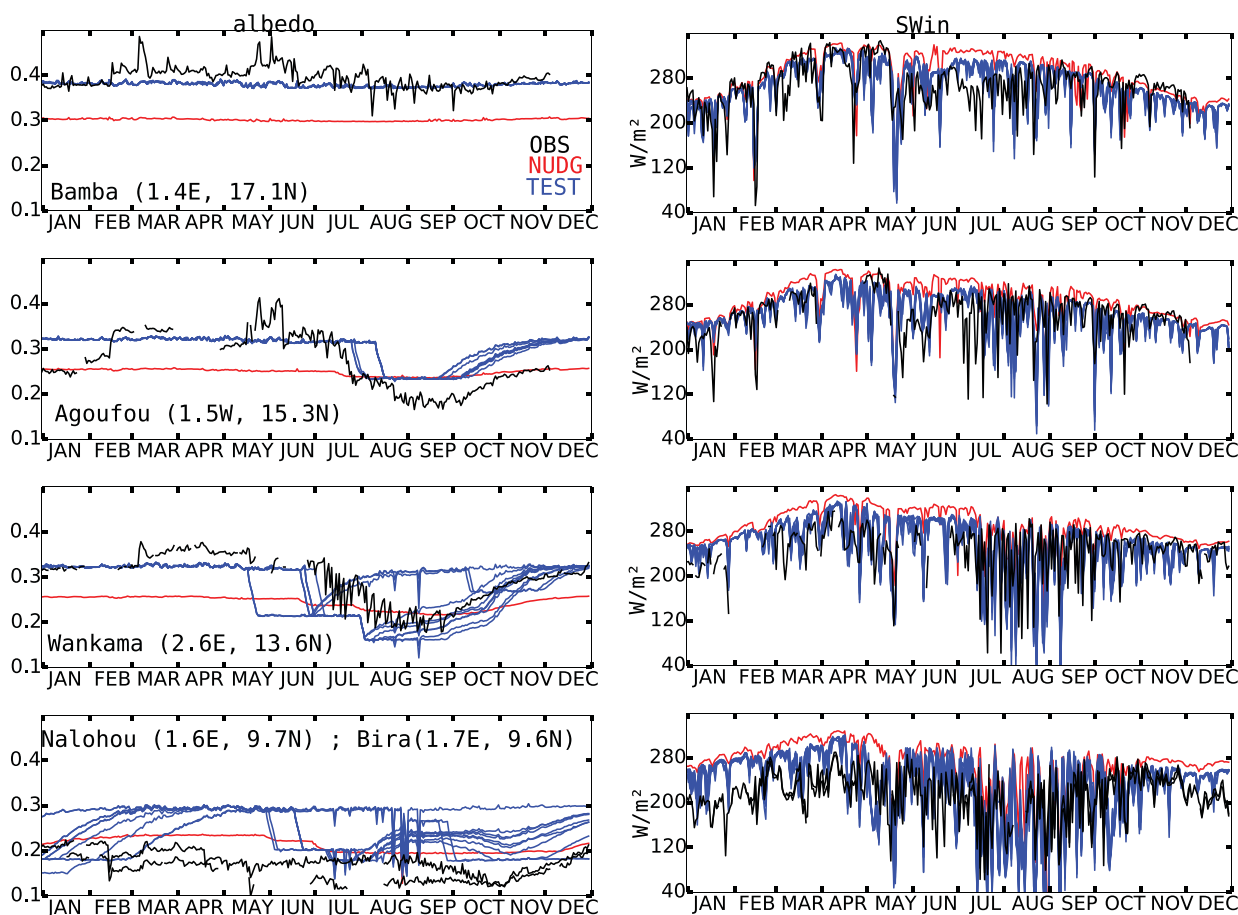 albedo
0.4
0.3
0.2
0.1
OBS
NUDG
TEST
Bamba (1.4E, 17.1N)
JAN FEB MAR APR MAY JUN JUL AUG SEP OCT NOV DEC
SWin
W/m²
280
200
120
40
JAN FEB MAR APR MAY JUN JUL AUG SEP OCT NOV DEC
0.4
0.3
0.2
0.1
Agoufou (1.5W, 15.3N)
JAN FEB MAR APR MAY JUN JUL AUG SEP OCT NOV DEC
W/m²
280
200
120
40
JAN FEB MAR APR MAY JUN JUL AUG SEP OCT NOV DEC
0.4
0.3
0.2
0.1
Wankama (2.6E, 13.6N)
JAN FEB MAR APR MAY JUN JUL AUG SEP OCT NOV DEC
W/m²
280
200
120
40
JAN FEB MAR APR MAY JUN JUL AUG SEP OCT NOV DEC
Nalohou (1.6E, 9.7N) ; Bira(1.7E, 9.6N)
0.4
0.3
0.2
0.1
JAN FEB MAR APR MAY JUN JUL AUG SEP OCT NOV DEC
W/m²
280
200
120
40
JAN FEB MAR APR MAY JUN JUL AUG SEP OCT NOV DEC